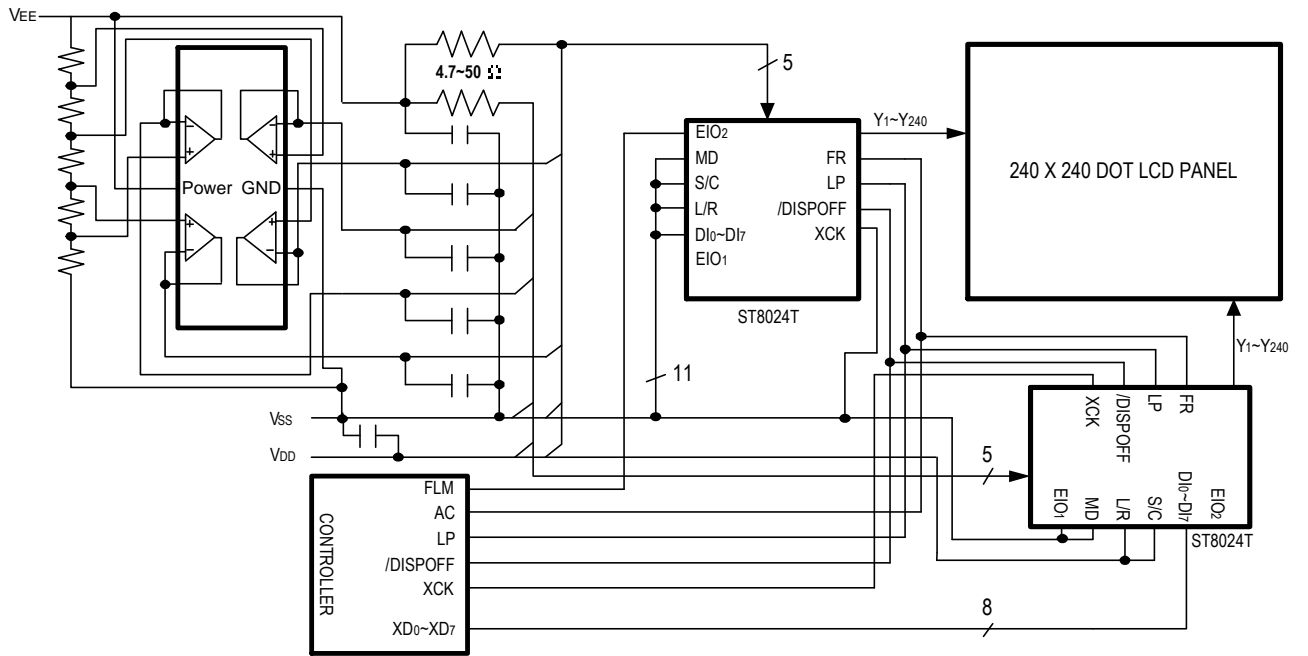 VEE
4.7~50 Ω
5
Power GND
EIO2
MD
S/C
L/R
DI0~DI7
EIO1
FR
LP
/DISPOFF
XCK
ST8024T
Y1~Y240
240 X 240 DOT LCD PANEL
Y1~Y240
11
VSS
VDD
5
XCK
/DISPOFF
LP
FR
EIO1
MD
L/R
S/C
DI0~DI7
EIO2
ST8024T
CONTROLLER
FLM
AC
LP
/DISPOFF
XCK
XD0~XD7
8